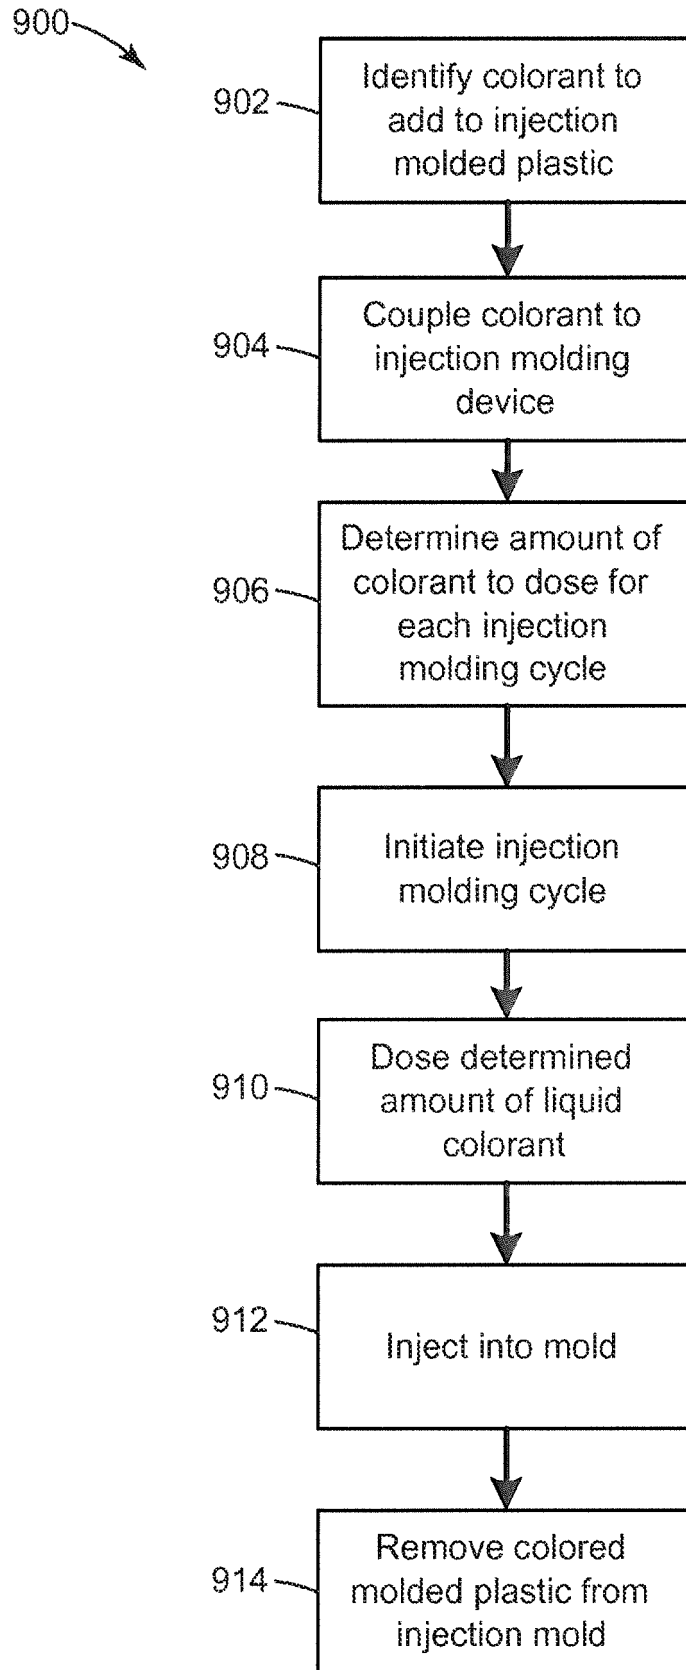 900
902
Identify colorant to
add to injection
molded plastic
904
Couple colorant to
injection molding
device
906
Determine amount of
colorant to dose for
each injection
molding cycle
908
Initiate injection
molding cycle
910
Dose determined
amount of liquid
colorant
912
Inject into mold
914
Remove colored
molded plastic from
injection mold